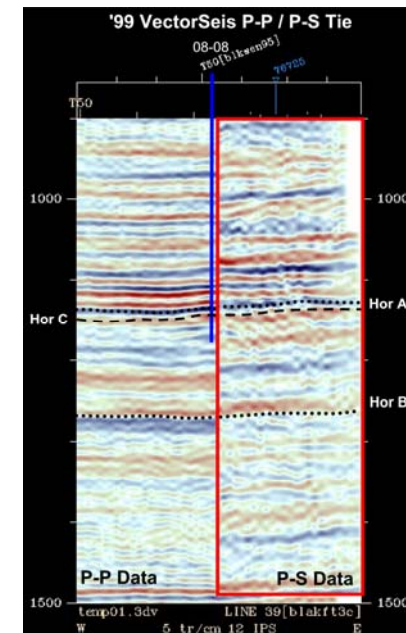 '99 VectorSeis P-P / P-S Tie
08-08
T50[blkwen95]
76725
T50
1000
1000
Hor A
Hor C
Hor B
P-P Data
P-S Data
1500
1500
temp01.3dv
LINE 39[blakft3c]
W
5 tr/cm 12 IPS
E